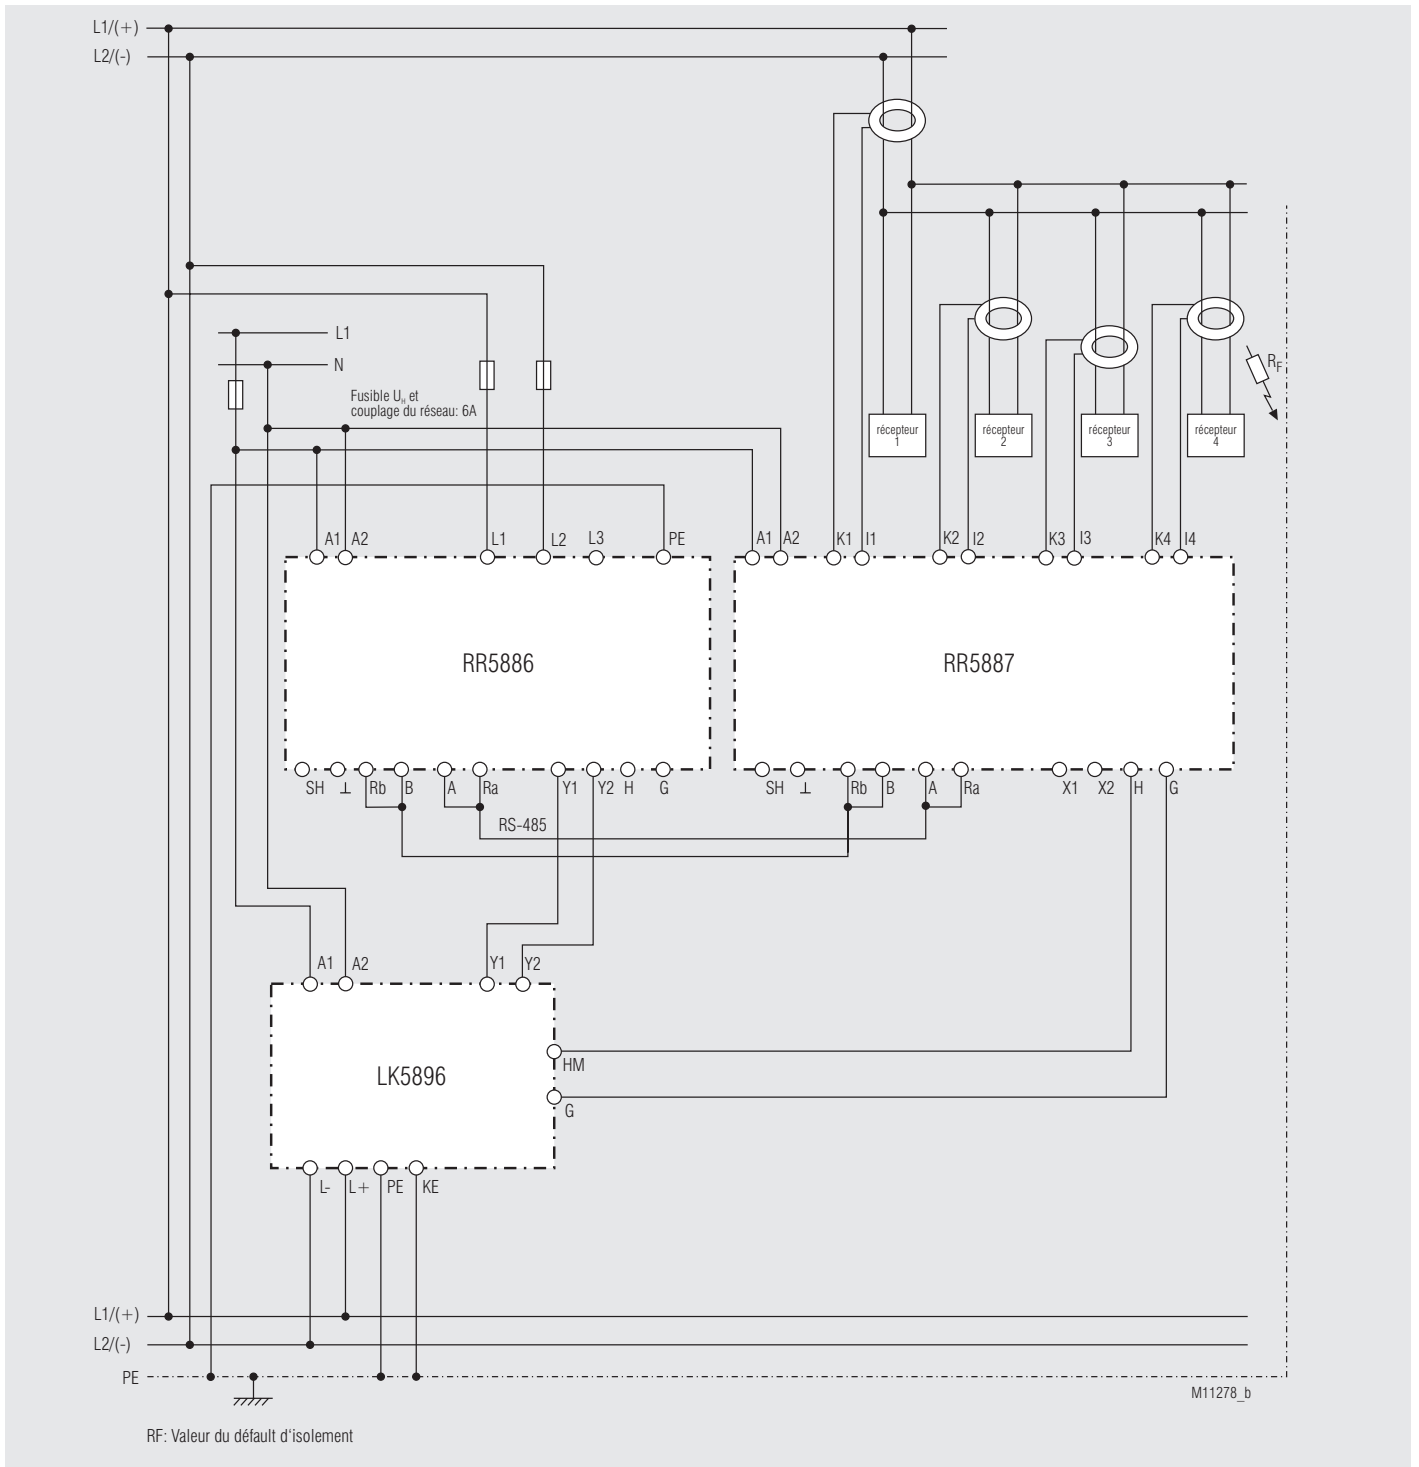 L1/(+)
L2/(-)
L1
N
Fusible UH et
couplage du réseau: 6A
RF
récepteur
1
récepteur
2
récepteur
3
récepteur
4
A1 A2 L1 L2 L3 PE A1 A2 K1 I1 K2 I2 K3 I3 K4 I4
RR5886 RR5887
SH ⊥ Rb B A Ra Y1 Y2 H G SH ⊥ Rb B A Ra X1 X2 H G
RS-485
A1 A2 Y1 Y2
HM
LK5896
G
L- L+ PE KE
L1/(+)
L2/(-)
PE
M11278_b
RF: Valeur du défault d'isolement